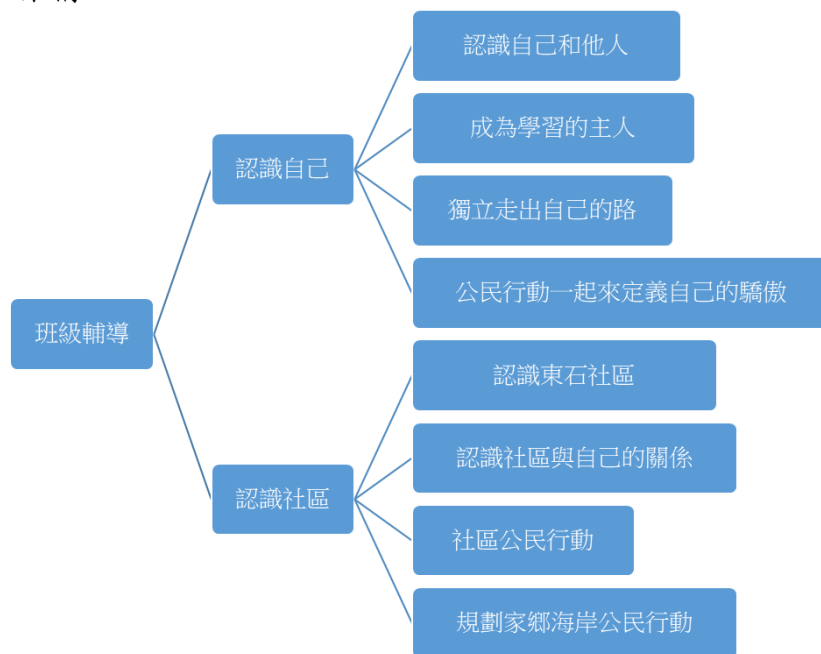 班級輔導
認識自己
認識自己和他人
成為學習的主人
獨立走出自己的路
公民行動一起來定義自己的驕傲
認識社區
認識東石社區
認識社區與自己的關係
社區公民行動
規劃家鄉海岸公民行動